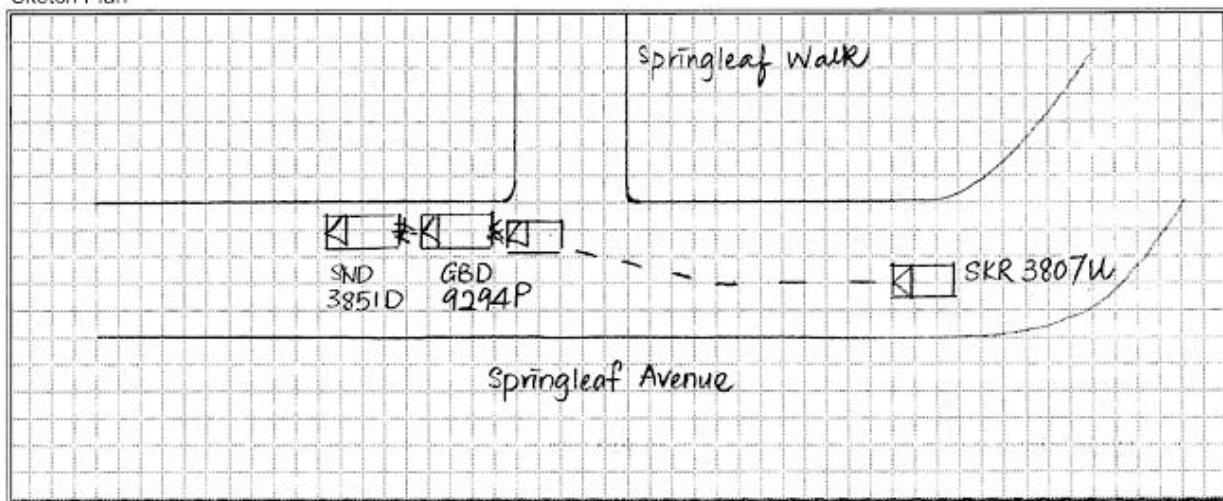 Sketch Plan
Springleaf Walk
SND
3851D
GBD
9294P
SKR 3807U
Springleaf Avenue